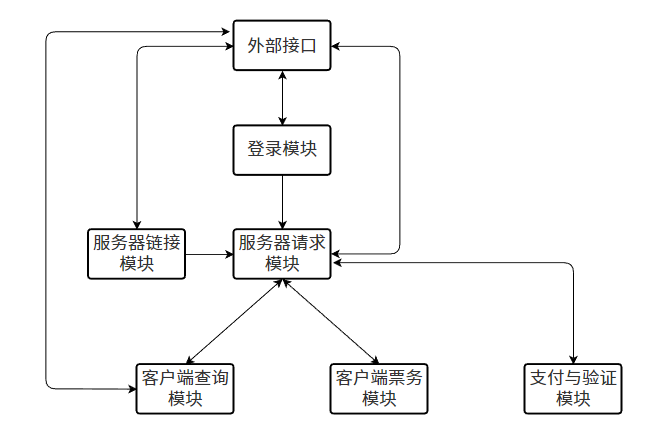 外部接口
登录模块
服务器链接
模块
服务器请求
模块
客户端查询
模块
客户端票务
模块
支付与验证
模块